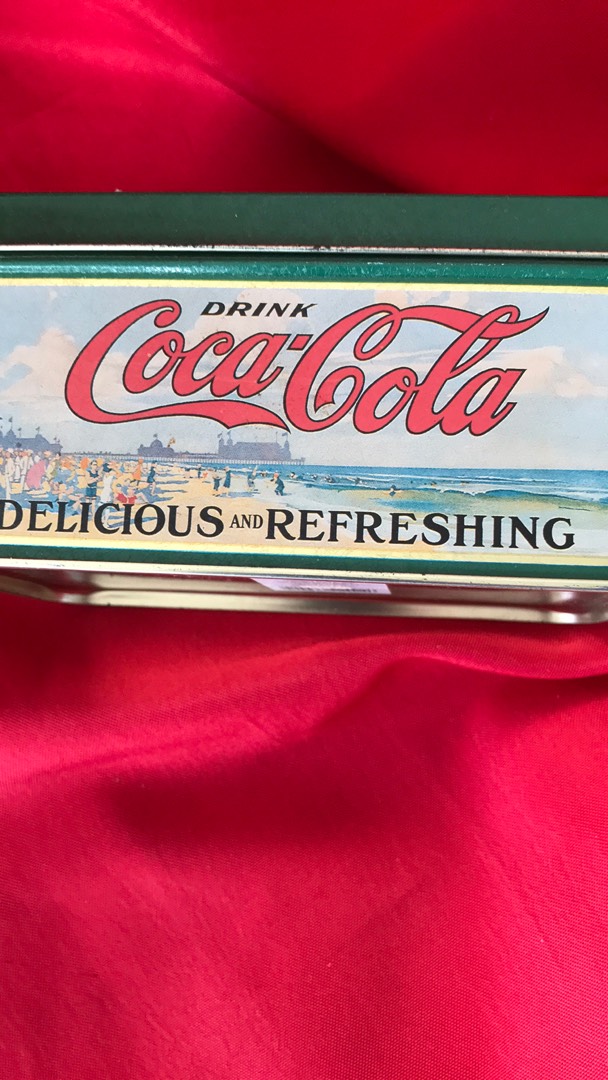 DRINK
Coca-Cola
DELICIOUS AND REFRESHING